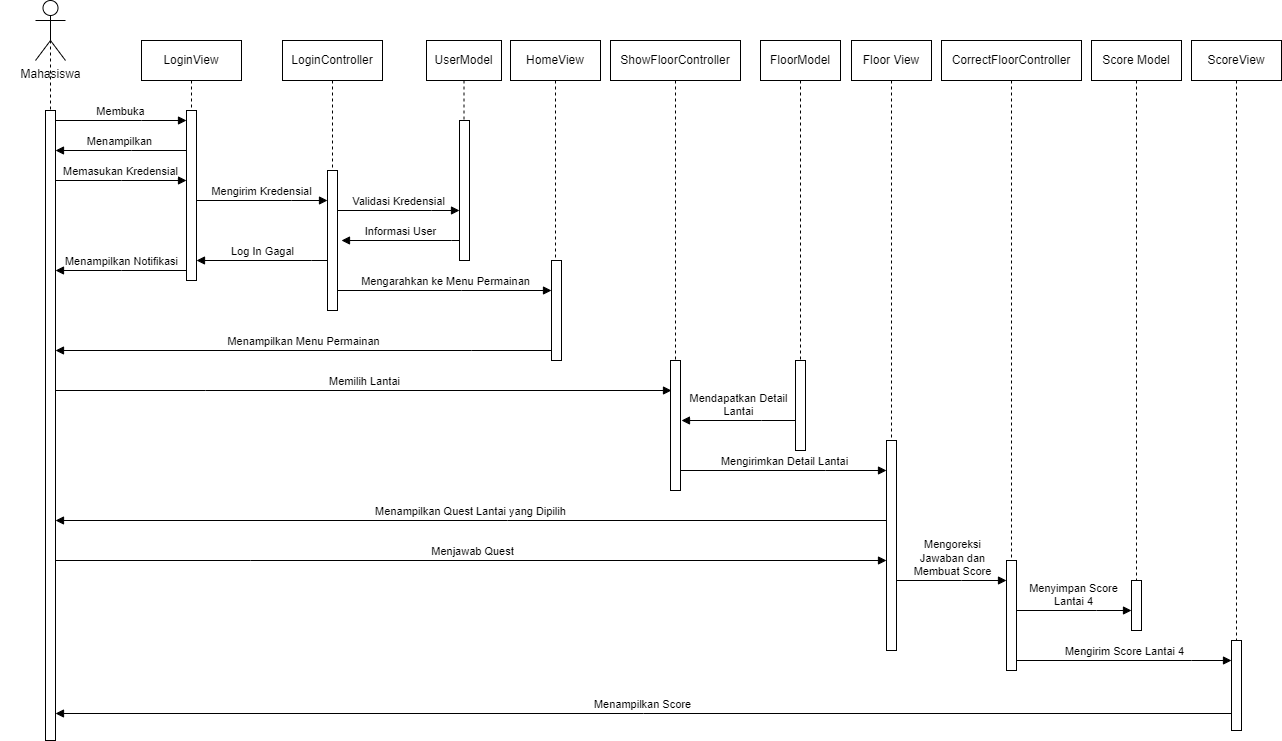 Mahasiswa
LoginView
LoginController
UserModel
HomeView
ShowFloorController
FloorModel
Floor View
CorrectFloorController
Score Model
ScoreView
Membuka
Menampilkan
Memasukan Kredensial
Mengirim Kredensial
Validasi Kredensial
Informasi User
Log In Gagal
Menampilkan Notifikasi
Mengarahkan ke Menu Permainan
Menampilkan Menu Permainan
Memilih Lantai
Mendapatkan Detail
Lantai
Mengirimkan Detail Lantai
Menampilkan Quest Lantai yang Dipilih
Menjawab Quest
Mengoreksi
Jawaban dan
Membuat Score
Menyimpan Score
Lantai 4
Mengirim Score Lantai 4
Menampilkan Score